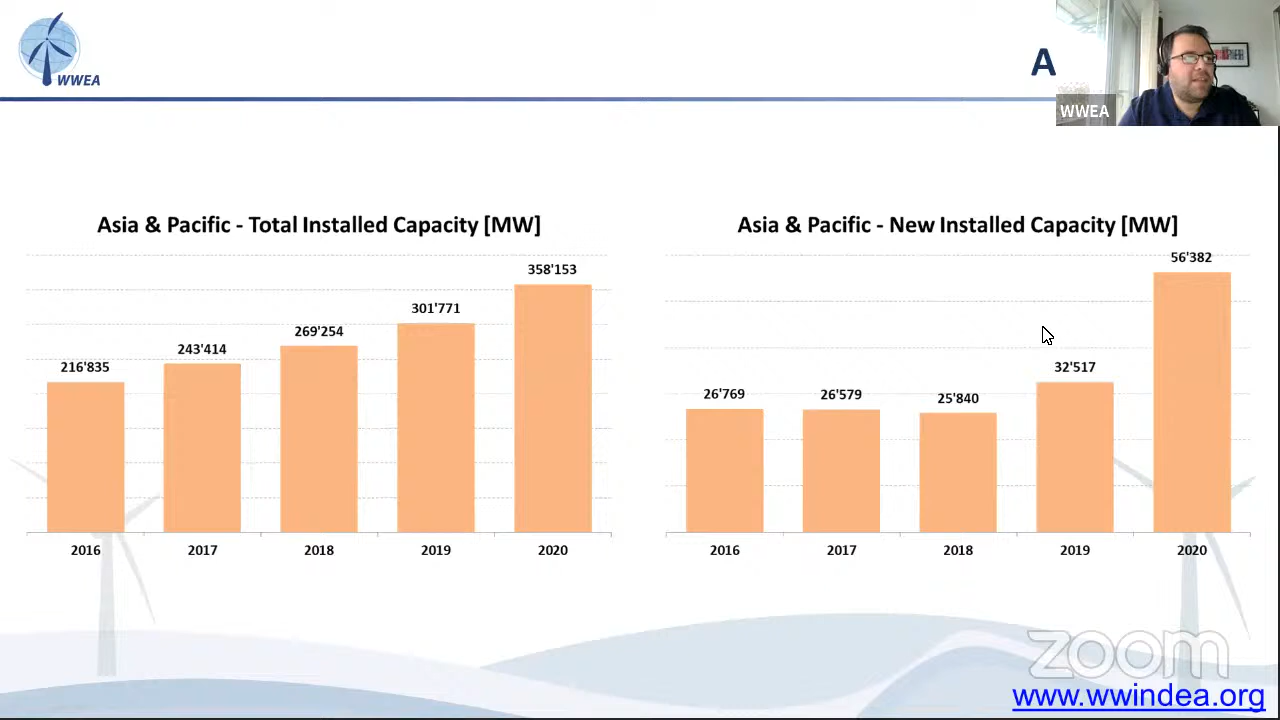 WWEA
A
WWEA
Asia & Pacific - Total Installed Capacity [MW]
358'153
301'771
269'254
243'414
216'835
2016 2017 2018 2019 2020
Asia & Pacific - New Installed Capacity [MW]
56'382
32'517
26'769
26'579
25'840
2016 2017 2018 2019 2020
zoom
www.wwindea.org